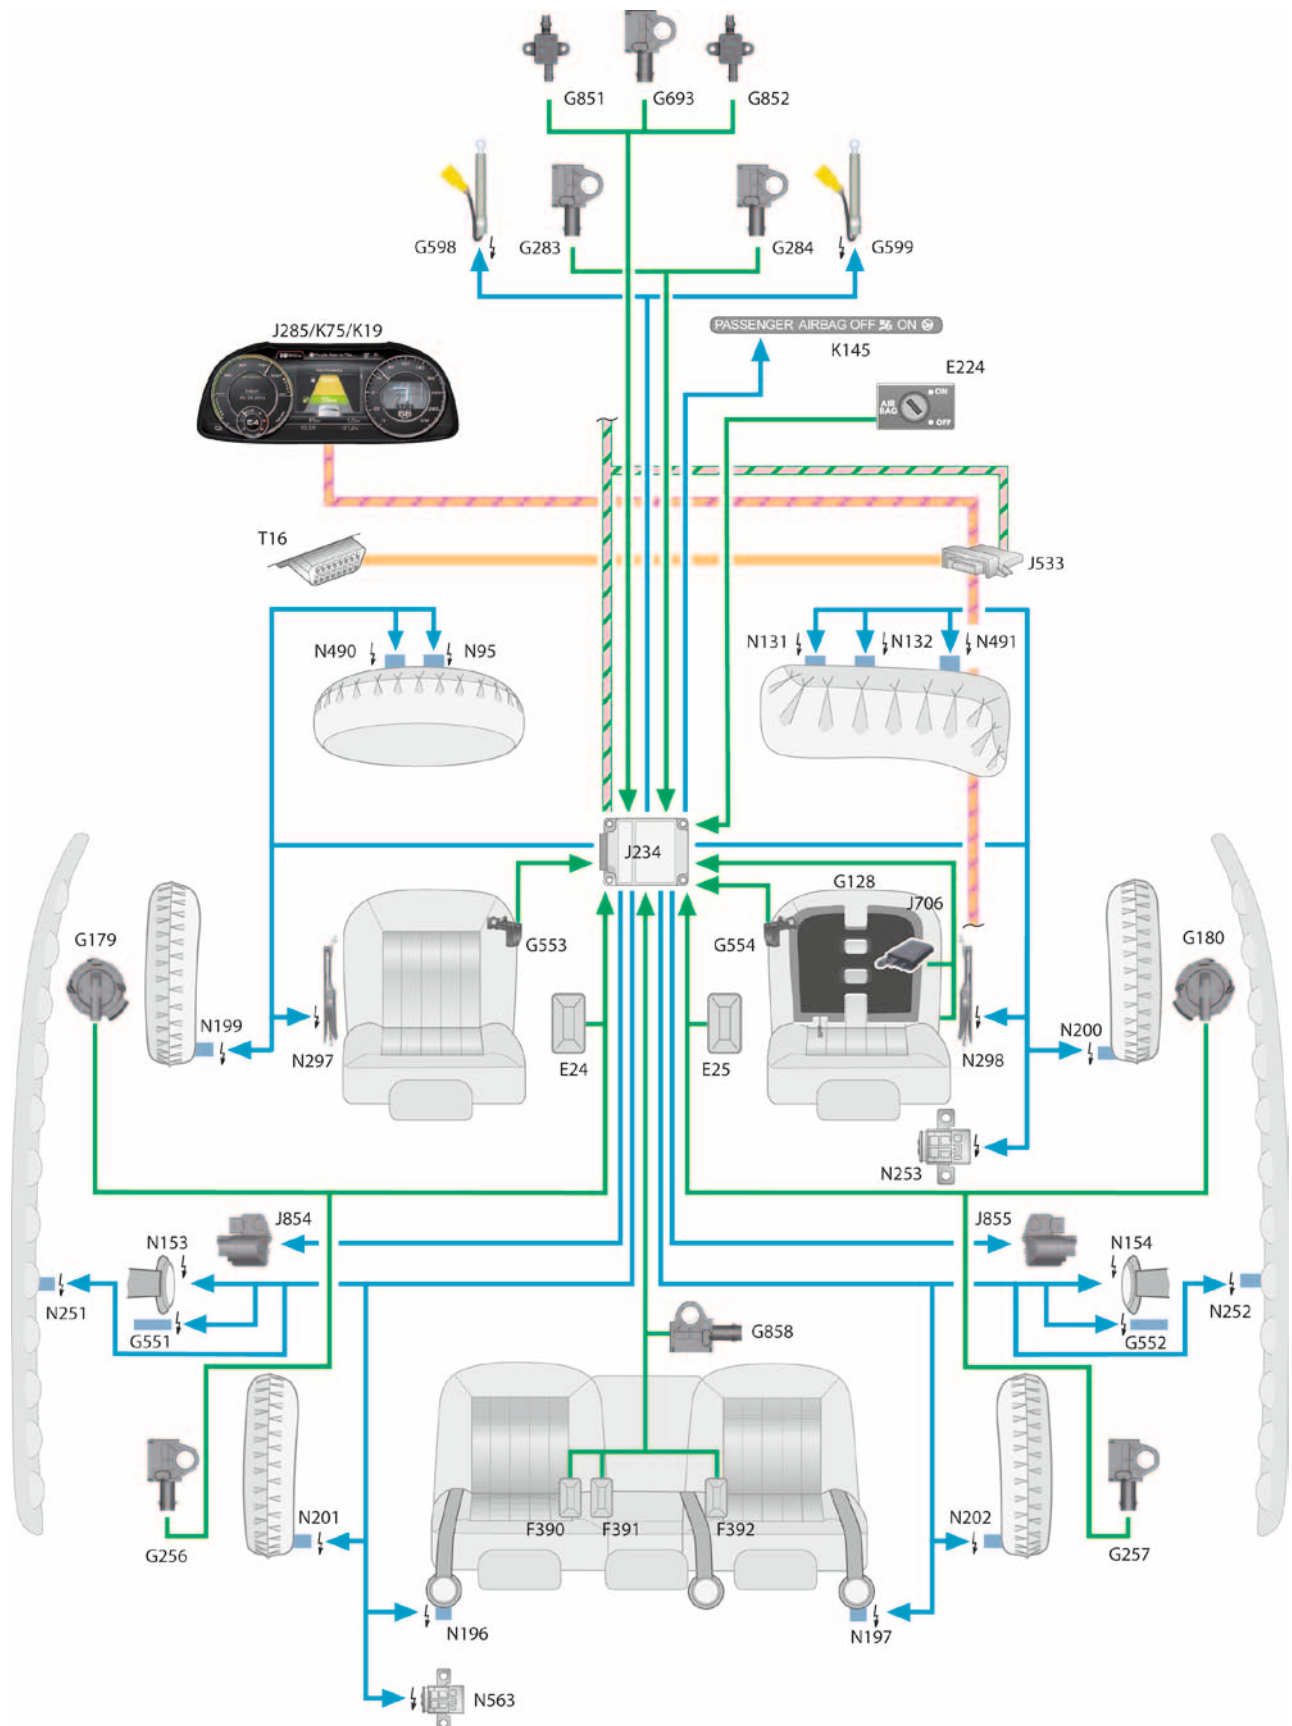 G851 G693 G852
G598 G283 G284 G599
J285/K75/K19
PASSENGER AIRBAG OFF ON
K145
E224
AIR BAG
ON
OFF
T16
J533
N490 N95 N131 N132 N491
J234
G128
J706
G179 G553 G554 G180
N199 N200
N297 E24 E25 N298
N253
J854 J855
N153 N154
N251 N252
G551 G552
G858
N201 N202
F390 F391 F392
G256 G257
N196 N197
N563